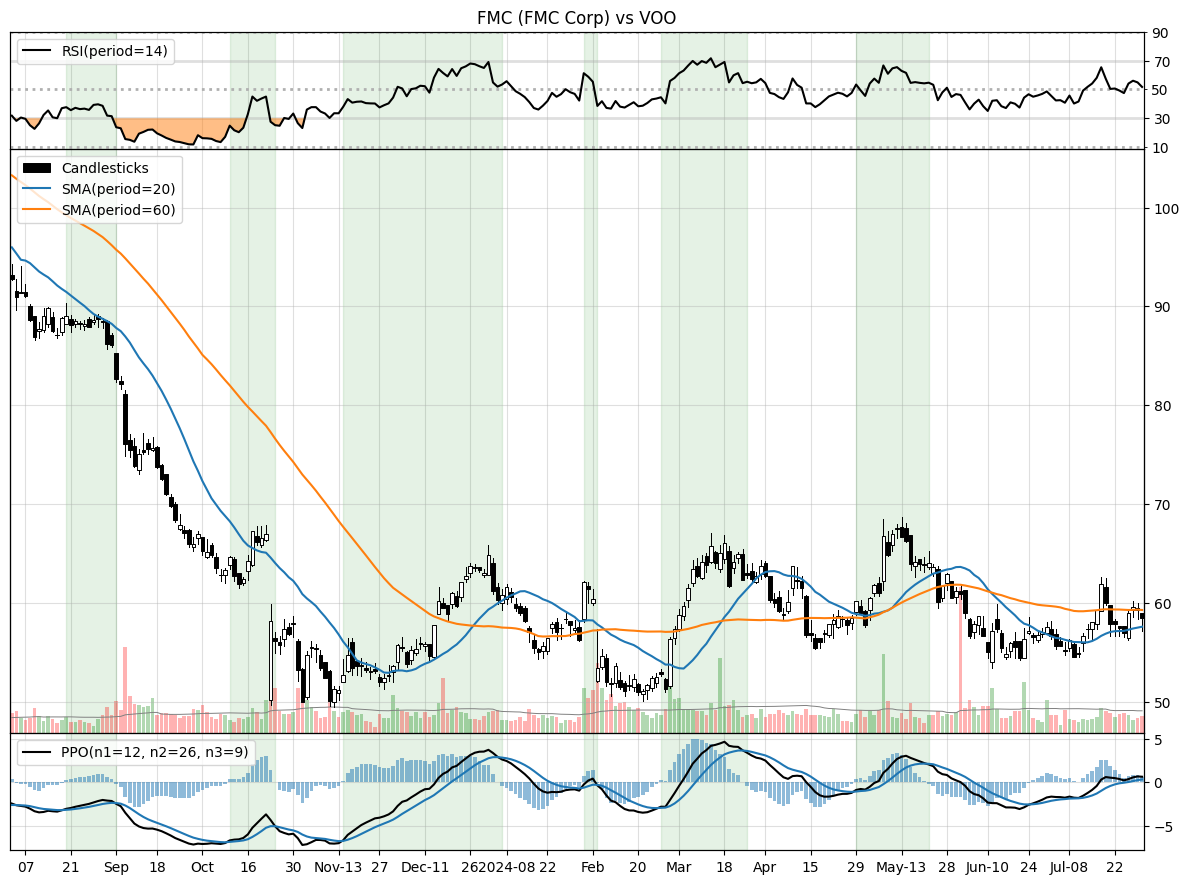 FMC (FMC Corp) vs VOO
RSI(period=14)
90
70
50
30
10
Candlesticks
SMA(period=20)
SMA(period=60)
100
90
80
70
60
50
PPO(n1=12, n2=26, n3=9)
5
0
−5
07 21 Sep 18 Oct 16 30 Nov-13 27 Dec-11 26 2024-08 22 Feb 20 Mar 18 Apr 15 29 May-13 28 Jun-10 24 Jul-08 22